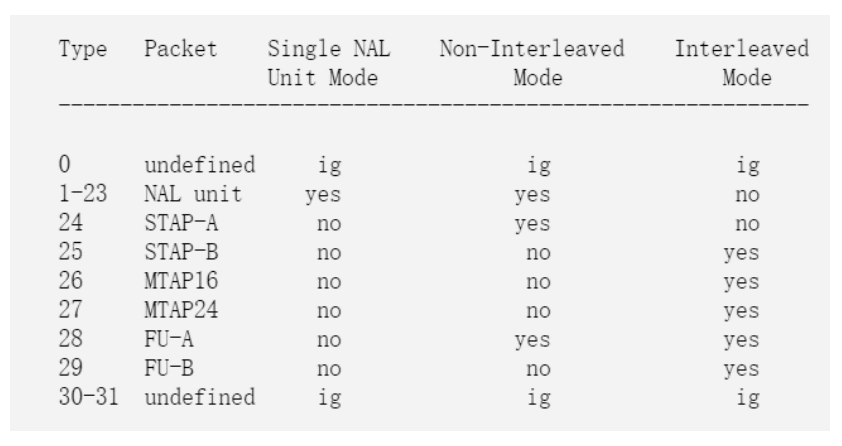 Type Packet Single NAL Non-Interleaved Interleaved
Unit Mode Mode Mode
-------------------------------------------------------------
0 undefined ig ig ig
1-23 NAL unit yes yes no
24 STAP-A no yes no
25 STAP-B no no yes
26 MTAP16 no no yes
27 MTAP24 no no yes
28 FU-A no yes yes
29 FU-B no no yes
30-31 undefined ig ig ig